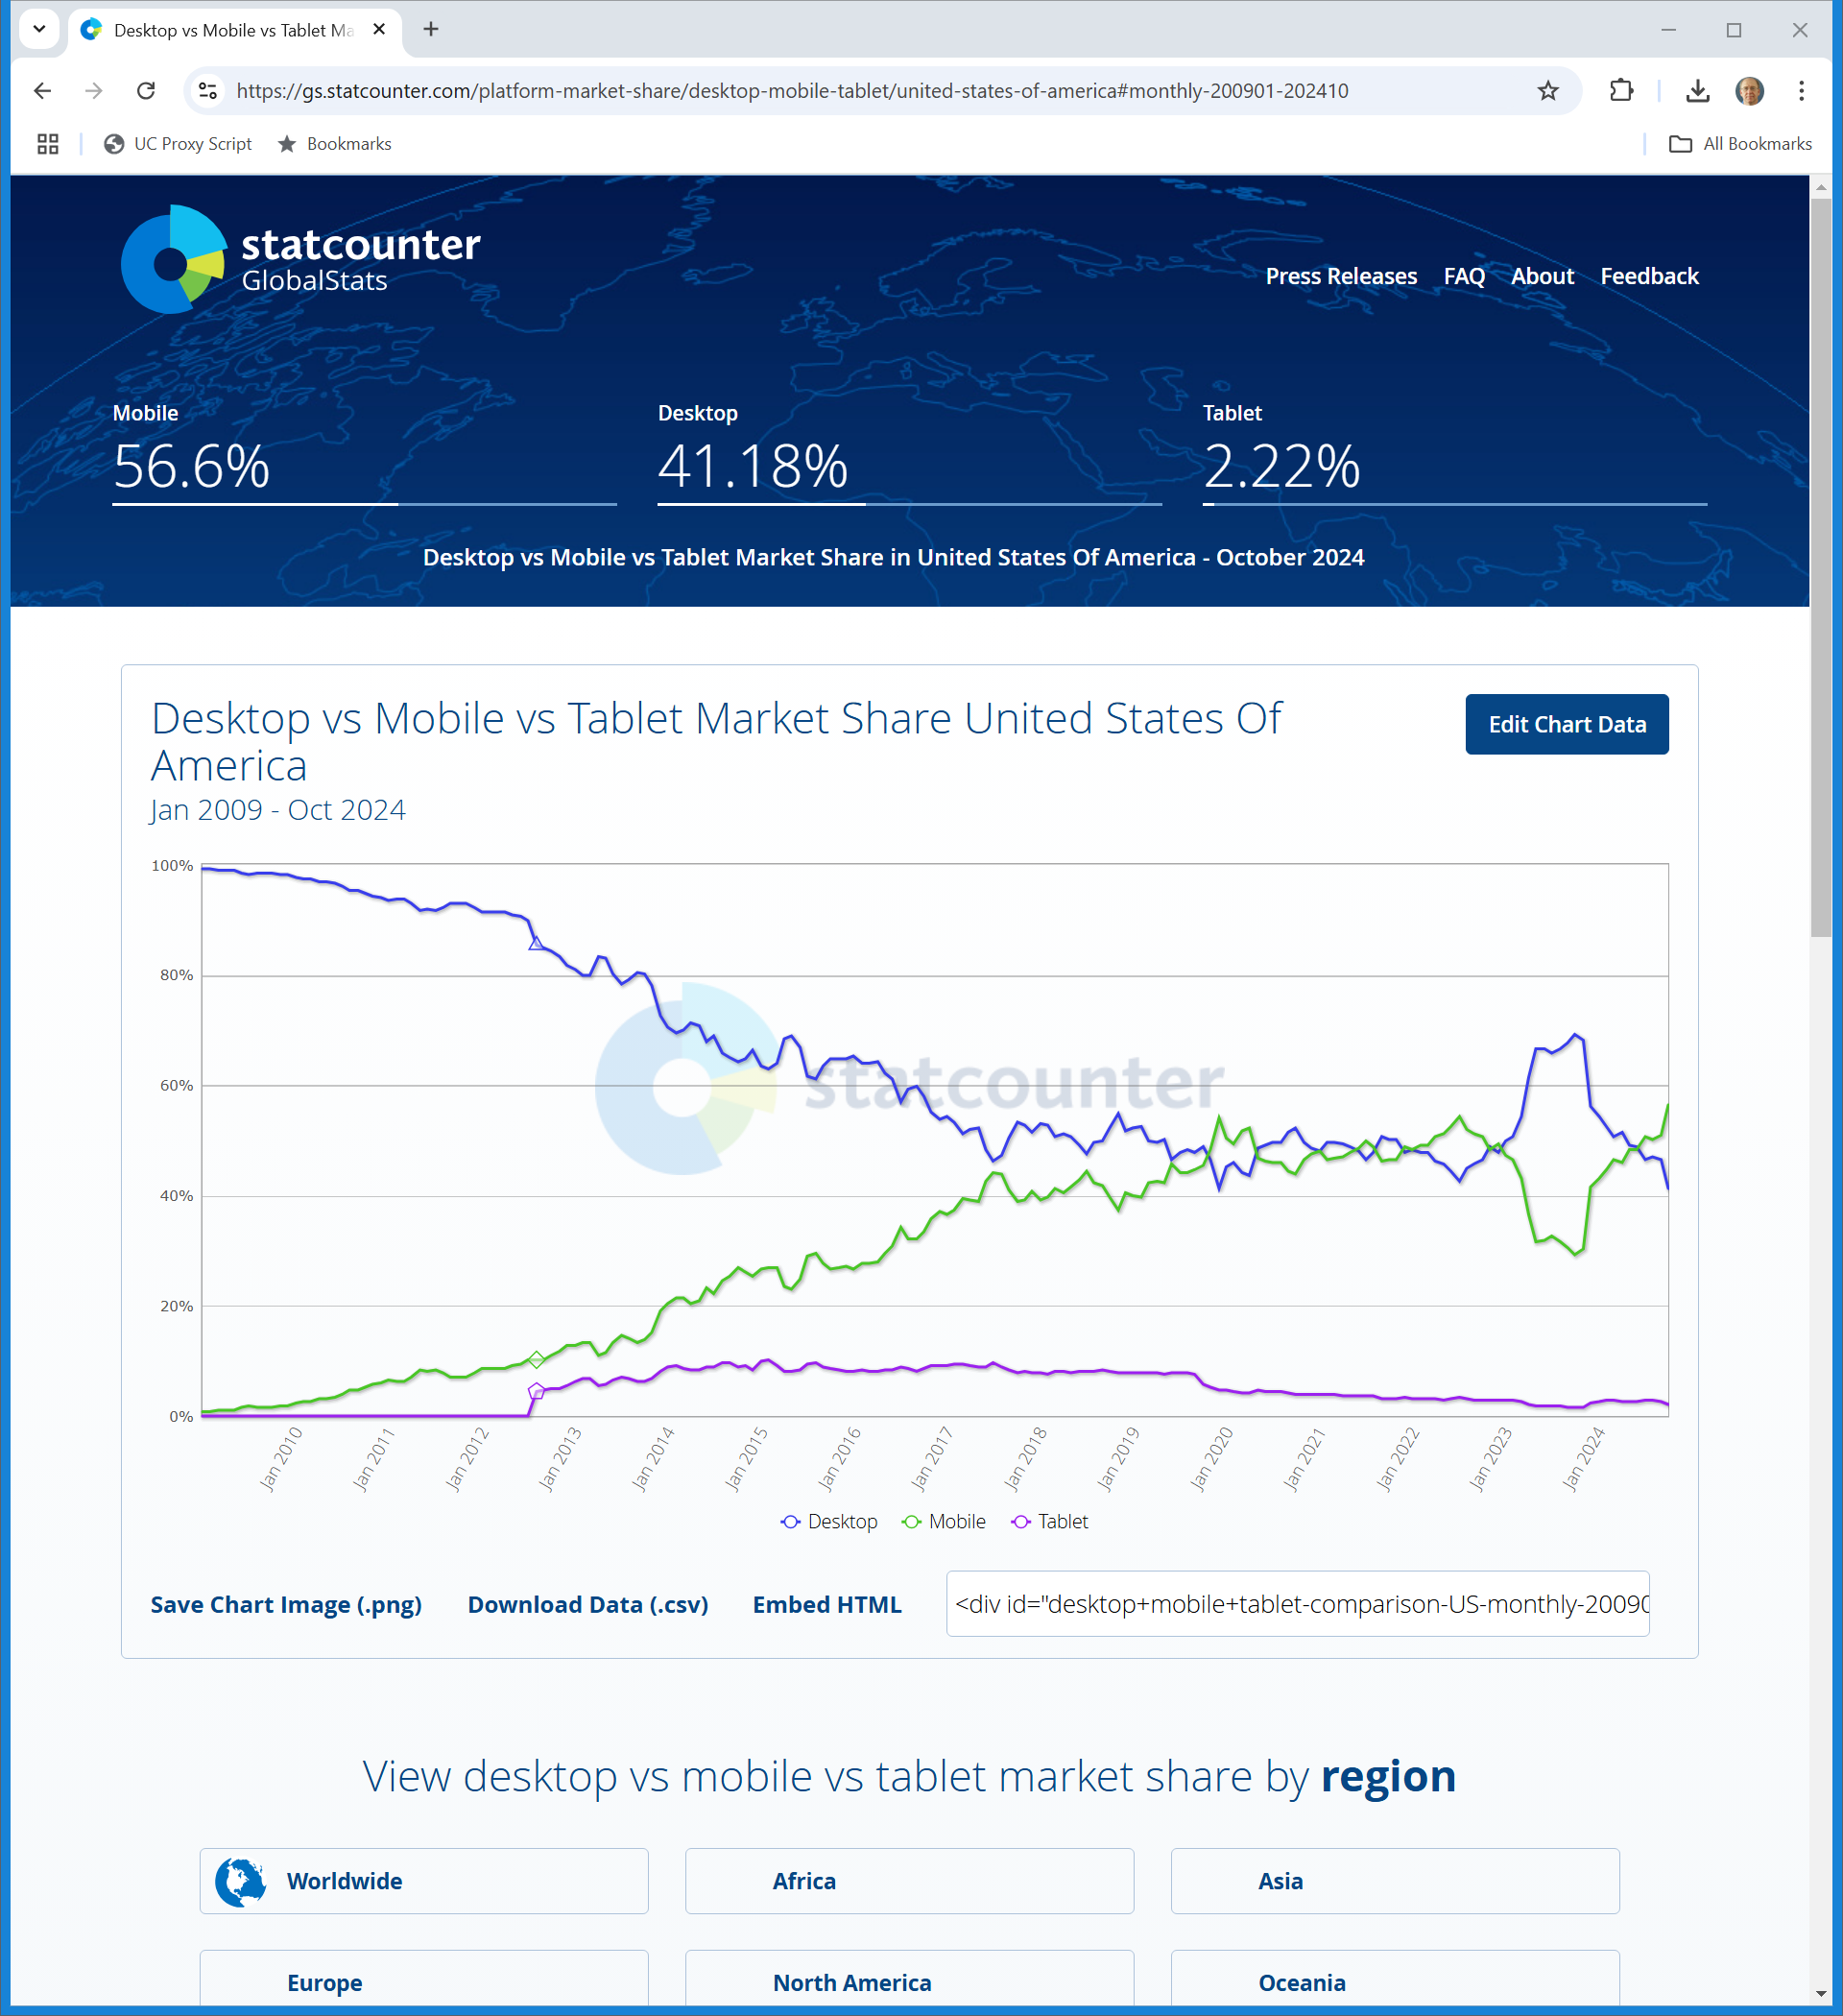 Desktop vs Mobile vs Tablet Ma
https://gs.statcounter.com/platform-market-share/desktop-mobile-tablet/united-states-of-america#monthly-200901-202410
UC Proxy Script
Bookmarks
All Bookmarks
statcounter
GlobalStats
Press Releases FAQ About Feedback
Mobile
56.6%
Desktop
41.18%
Tablet
2.22%
Desktop vs Mobile vs Tablet Market Share in United States Of America - October 2024
Desktop vs Mobile vs Tablet Market Share United States Of
America
Jan 2009 - Oct 2024
Edit Chart Data
100%
80%
60%
40%
20%
0%
statcounter
Jan 2010
Jan 2011
Jan 2012
Jan 2013
Jan 2014
Jan 2015
Jan 2016
Jan 2017
Jan 2018
Jan 2019
Jan 2020
Jan 2021
Jan 2022
Jan 2023
Jan 2024
Desktop Mobile Tablet
Save Chart Image (.png)
Download Data (.csv)
Embed HTML
<div id="desktop+mobile+tablet-comparison-US-monthly-20090
View desktop vs mobile vs tablet market share by region
Worldwide
Africa
Asia
Europe
North America
Oceania